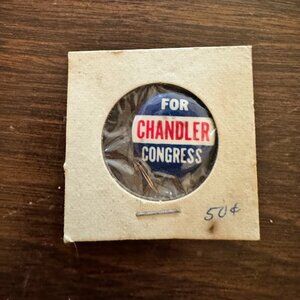 FOR
CHANDLER
CONGRESS
50¢